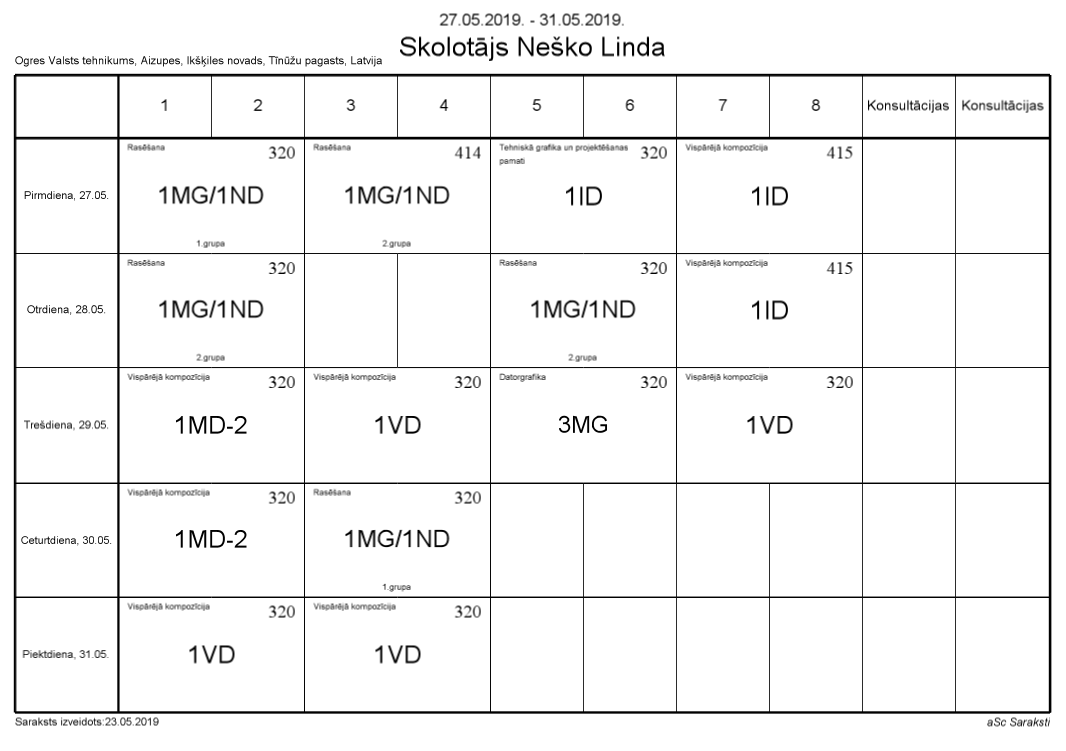 27.05.2019. - 31.05.2019.
Skolotājs Neško Linda
Ogres Valsts tehnikums, Aizupes, Ikšķiles novads, Tīnūžu pagasts, Latvija
1 2 3 4 5 6 7 8 Konsultācijas Konsultācijas
Pirmdiena, 27.05.
Rasēšana 320
1MG/1ND
1.grupa
Rasēšana 414
1MG/1ND
2.grupa
Tehniskā grafika un projektēšanas 320
pamati
1ID
Vispārējā kompozīcija 415
1ID
Otrdiena, 28.05.
Rasēšana 320
1MG/1ND
2.grupa
Rasēšana 320
1MG/1ND
2.grupa
Vispārējā kompozīcija 415
1ID
Trešdiena, 29.05.
Vispārējā kompozīcija 320
1MD-2
Vispārējā kompozīcija 320
1VD
Datorgrafika 320
3MG
Vispārējā kompozīcija 320
1VD
Ceturtdiena, 30.05.
Vispārējā kompozīcija 320
1MD-2
Rasēšana 320
1MG/1ND
1.grupa
Piektdiena, 31.05.
Vispārējā kompozīcija 320
1VD
Vispārējā kompozīcija 320
1VD
Saraksts izveidots:23.05.2019
aSc Saraksti